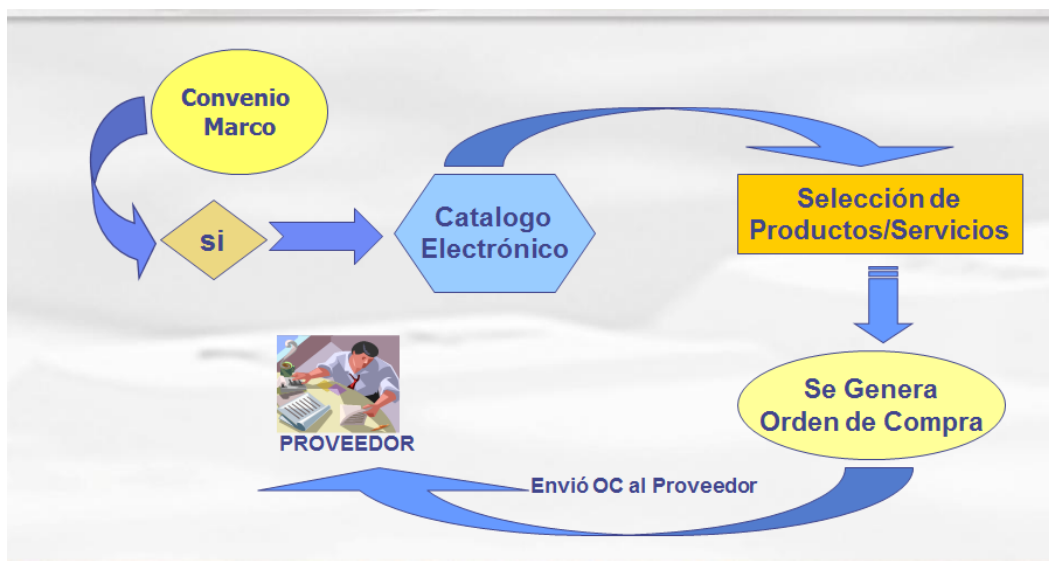 Convenio
Marco
si
Catalogo
Electrónico
Selección de
Productos/Servicios
Se Genera
Orden de Compra
Envió OC al Proveedor
PROVEEDOR